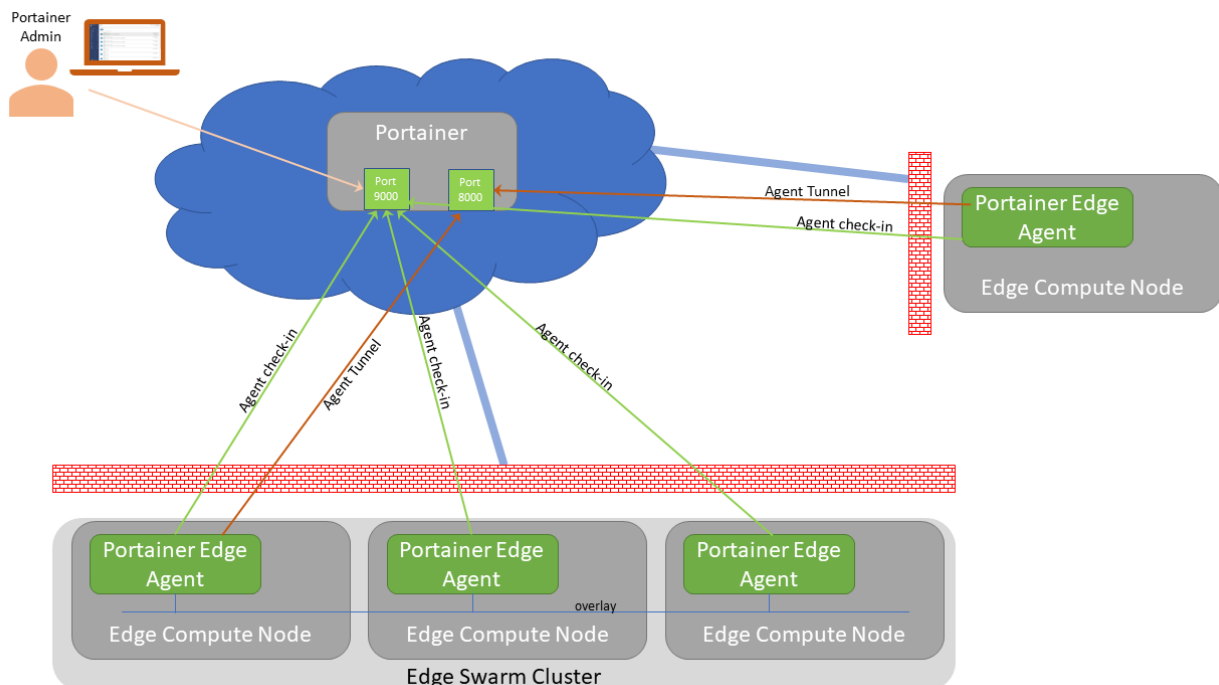 Portainer
Admin
Portainer
Port
9000
Port
8000
Agent Tunnel
Agent check-in
Portainer Edge
Agent
Edge Compute Node
Agent check-in
Agent Tunnel
Agent check-in
Agent check-in
Portainer Edge
Agent
Portainer Edge
Agent
Portainer Edge
Agent
overlay
Edge Compute Node
Edge Compute Node
Edge Compute Node
Edge Swarm Cluster